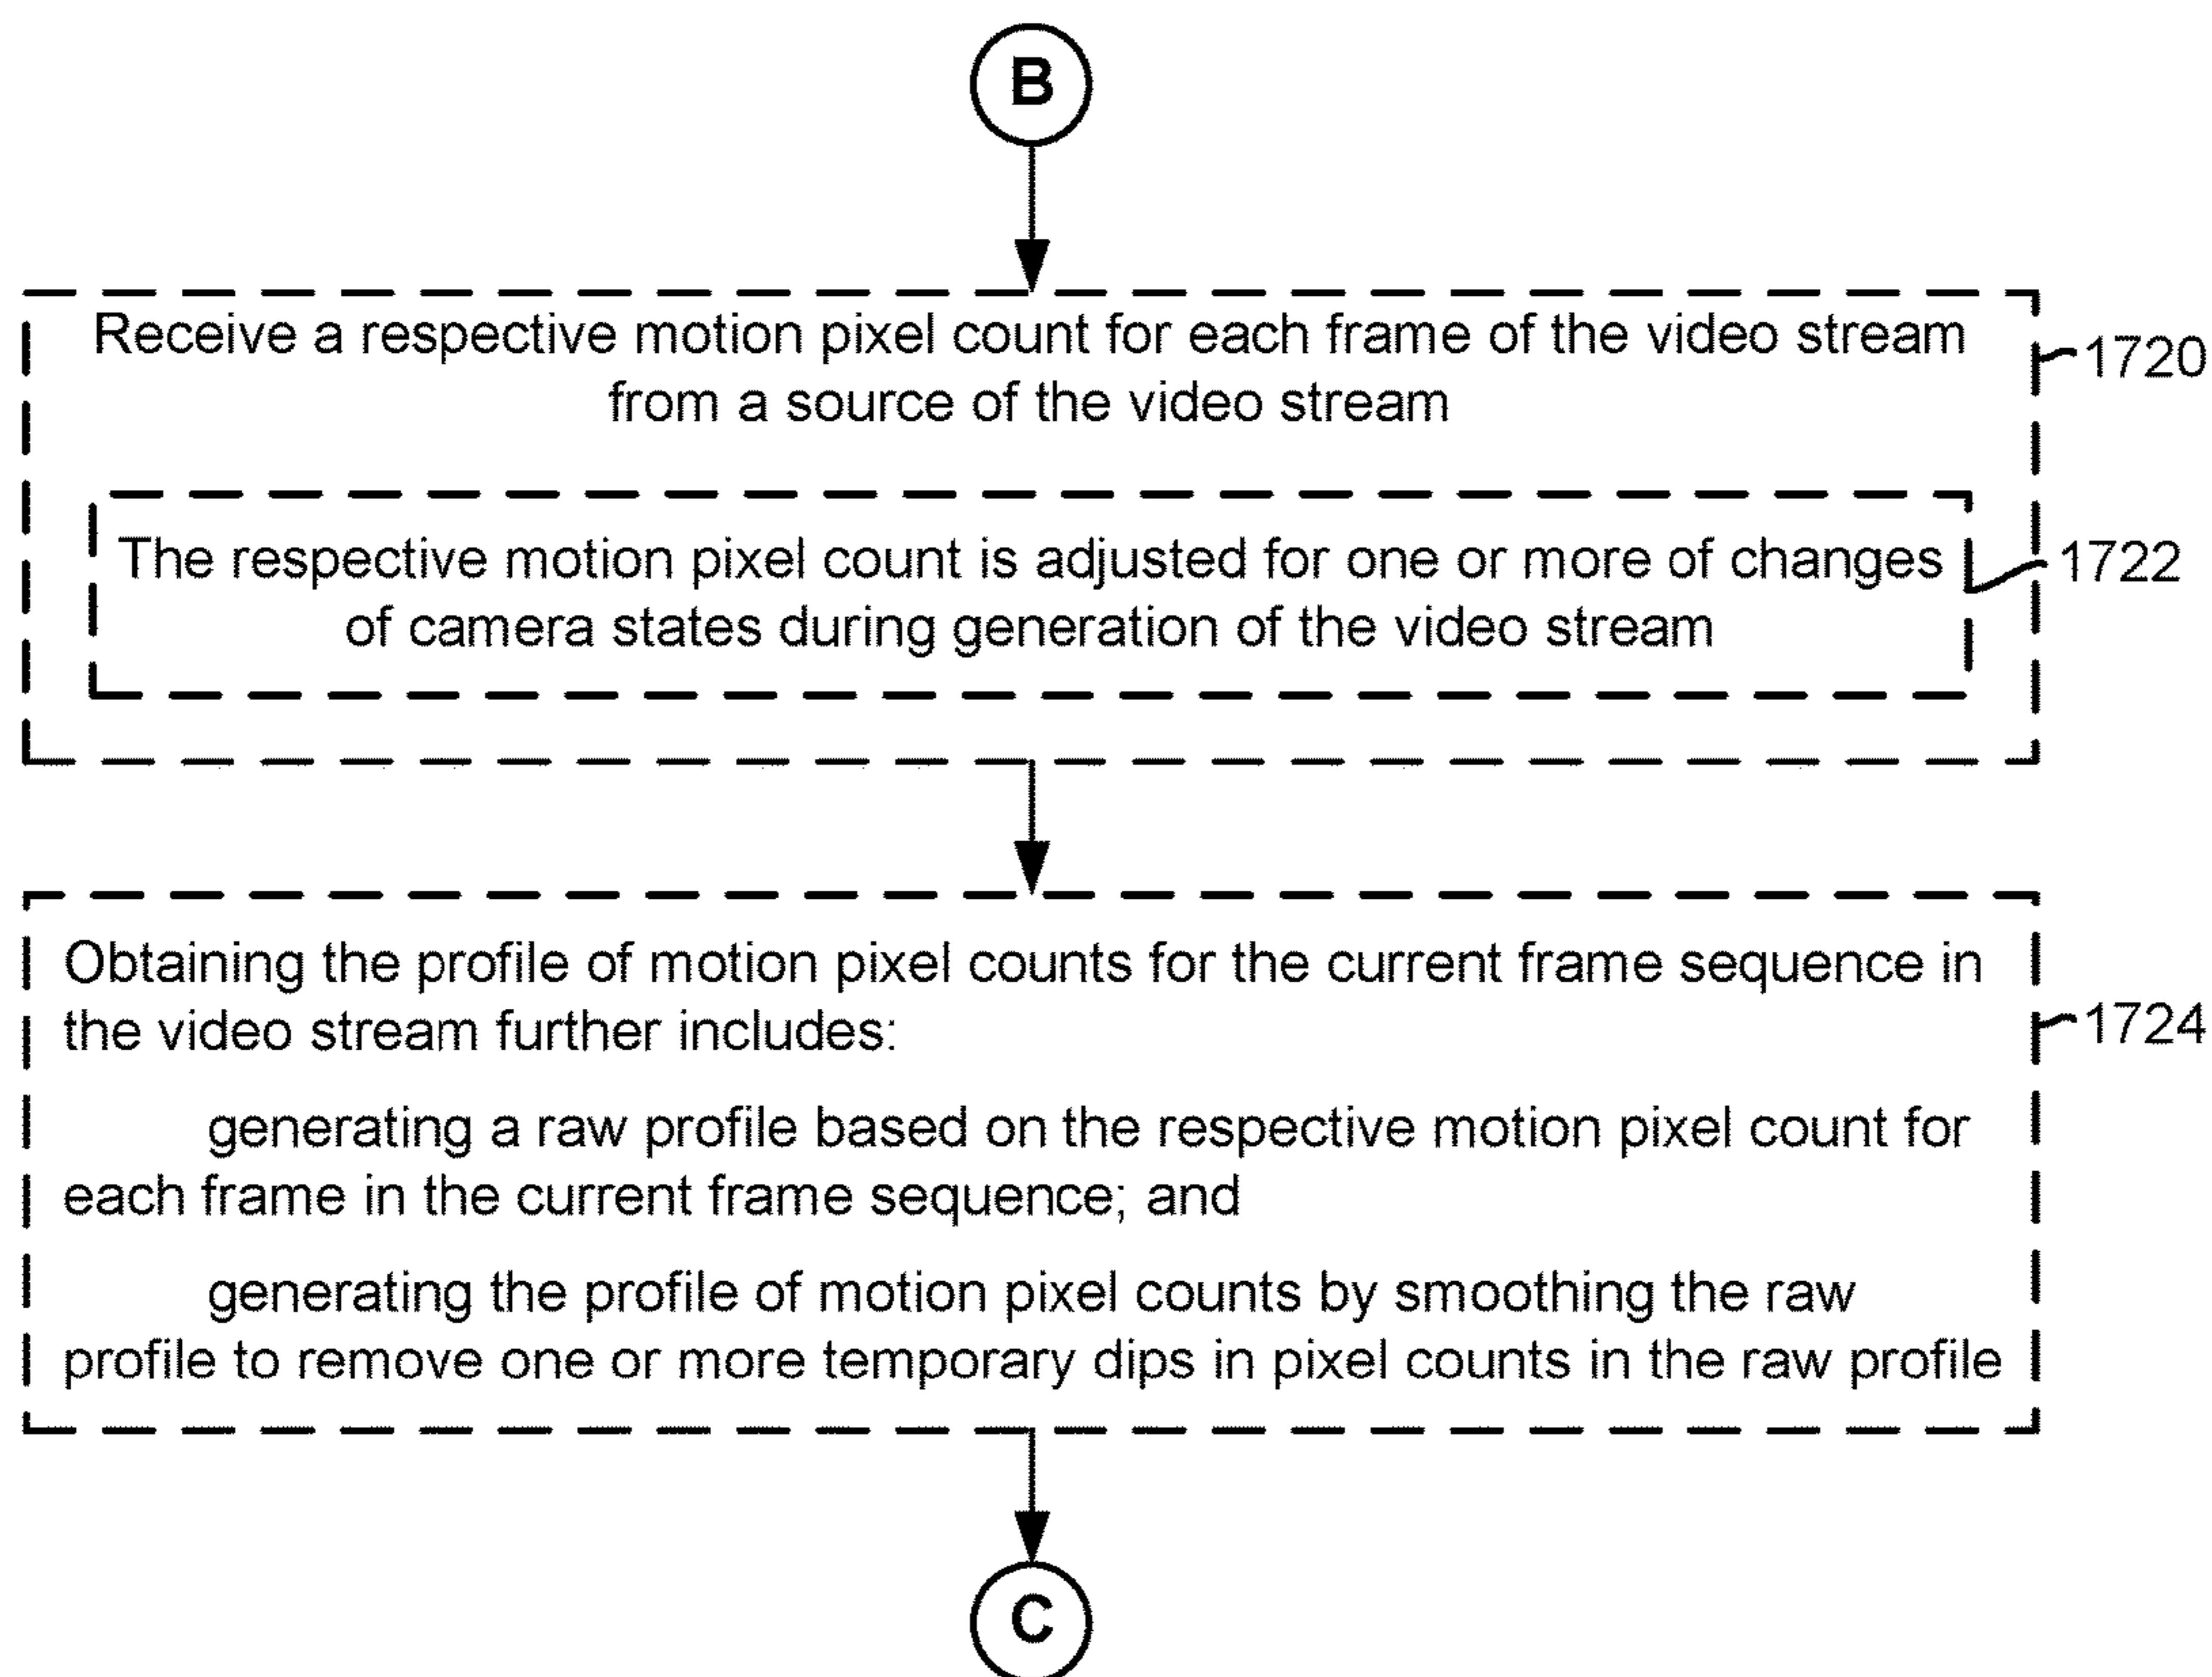 B
Receive a respective motion pixel count for each frame of the video stream
from a source of the video stream
1720
The respective motion pixel count is adjusted for one or more of changes
of camera states during generation of the video stream
1722
Obtaining the profile of motion pixel counts for the current frame sequence in
the video stream further includes:
1724
generating a raw profile based on the respective motion pixel count for
each frame in the current frame sequence; and
generating the profile of motion pixel counts by smoothing the raw
profile to remove one or more temporary dips in pixel counts in the raw profile
C